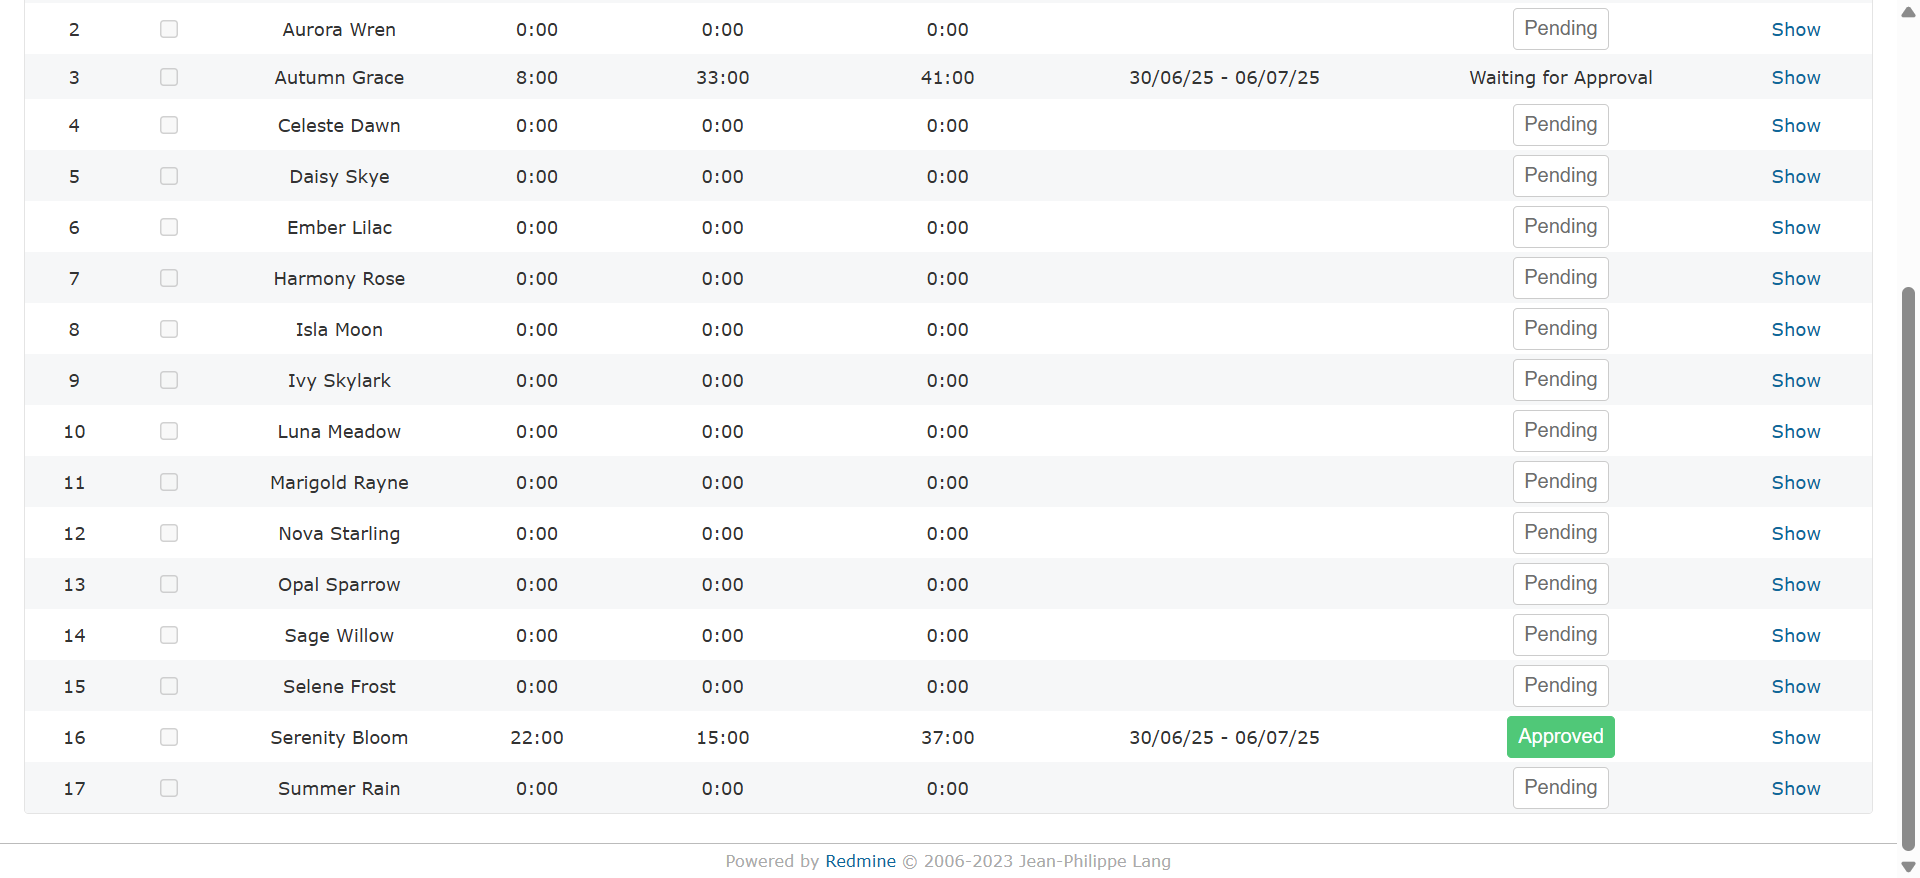 2 Aurora Wren 0:00 0:00 0:00 Pending Show
3 Autumn Grace 8:00 33:00 41:00 30/06/25 - 06/07/25 Waiting for Approval Show
4 Celeste Dawn 0:00 0:00 0:00 Pending Show
5 Daisy Skye 0:00 0:00 0:00 Pending Show
6 Ember Lilac 0:00 0:00 0:00 Pending Show
7 Harmony Rose 0:00 0:00 0:00 Pending Show
8 Isla Moon 0:00 0:00 0:00 Pending Show
9 Ivy Skylark 0:00 0:00 0:00 Pending Show
10 Luna Meadow 0:00 0:00 0:00 Pending Show
11 Marigold Rayne 0:00 0:00 0:00 Pending Show
12 Nova Starling 0:00 0:00 0:00 Pending Show
13 Opal Sparrow 0:00 0:00 0:00 Pending Show
14 Sage Willow 0:00 0:00 0:00 Pending Show
15 Selene Frost 0:00 0:00 0:00 Pending Show
16 Serenity Bloom 22:00 15:00 37:00 30/06/25 - 06/07/25 Approved Show
17 Summer Rain 0:00 0:00 0:00 Pending Show
Powered by Redmine © 2006-2023 Jean-Philippe Lang